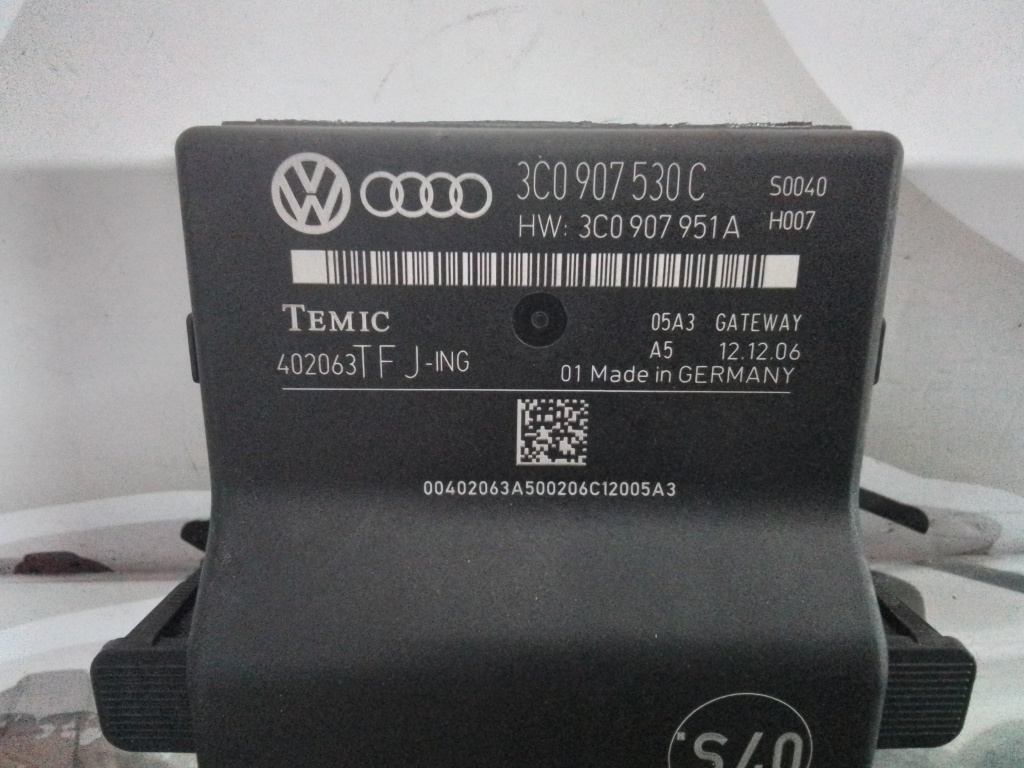 3C0 907 530 C S0040
HW: 3C0 907 951 A H007
TEMIC 05A3 GATEWAY
402063TFJ-ING A5 12.12.06
01 Made in GERMANY
00402063A500206C12005A3
S40